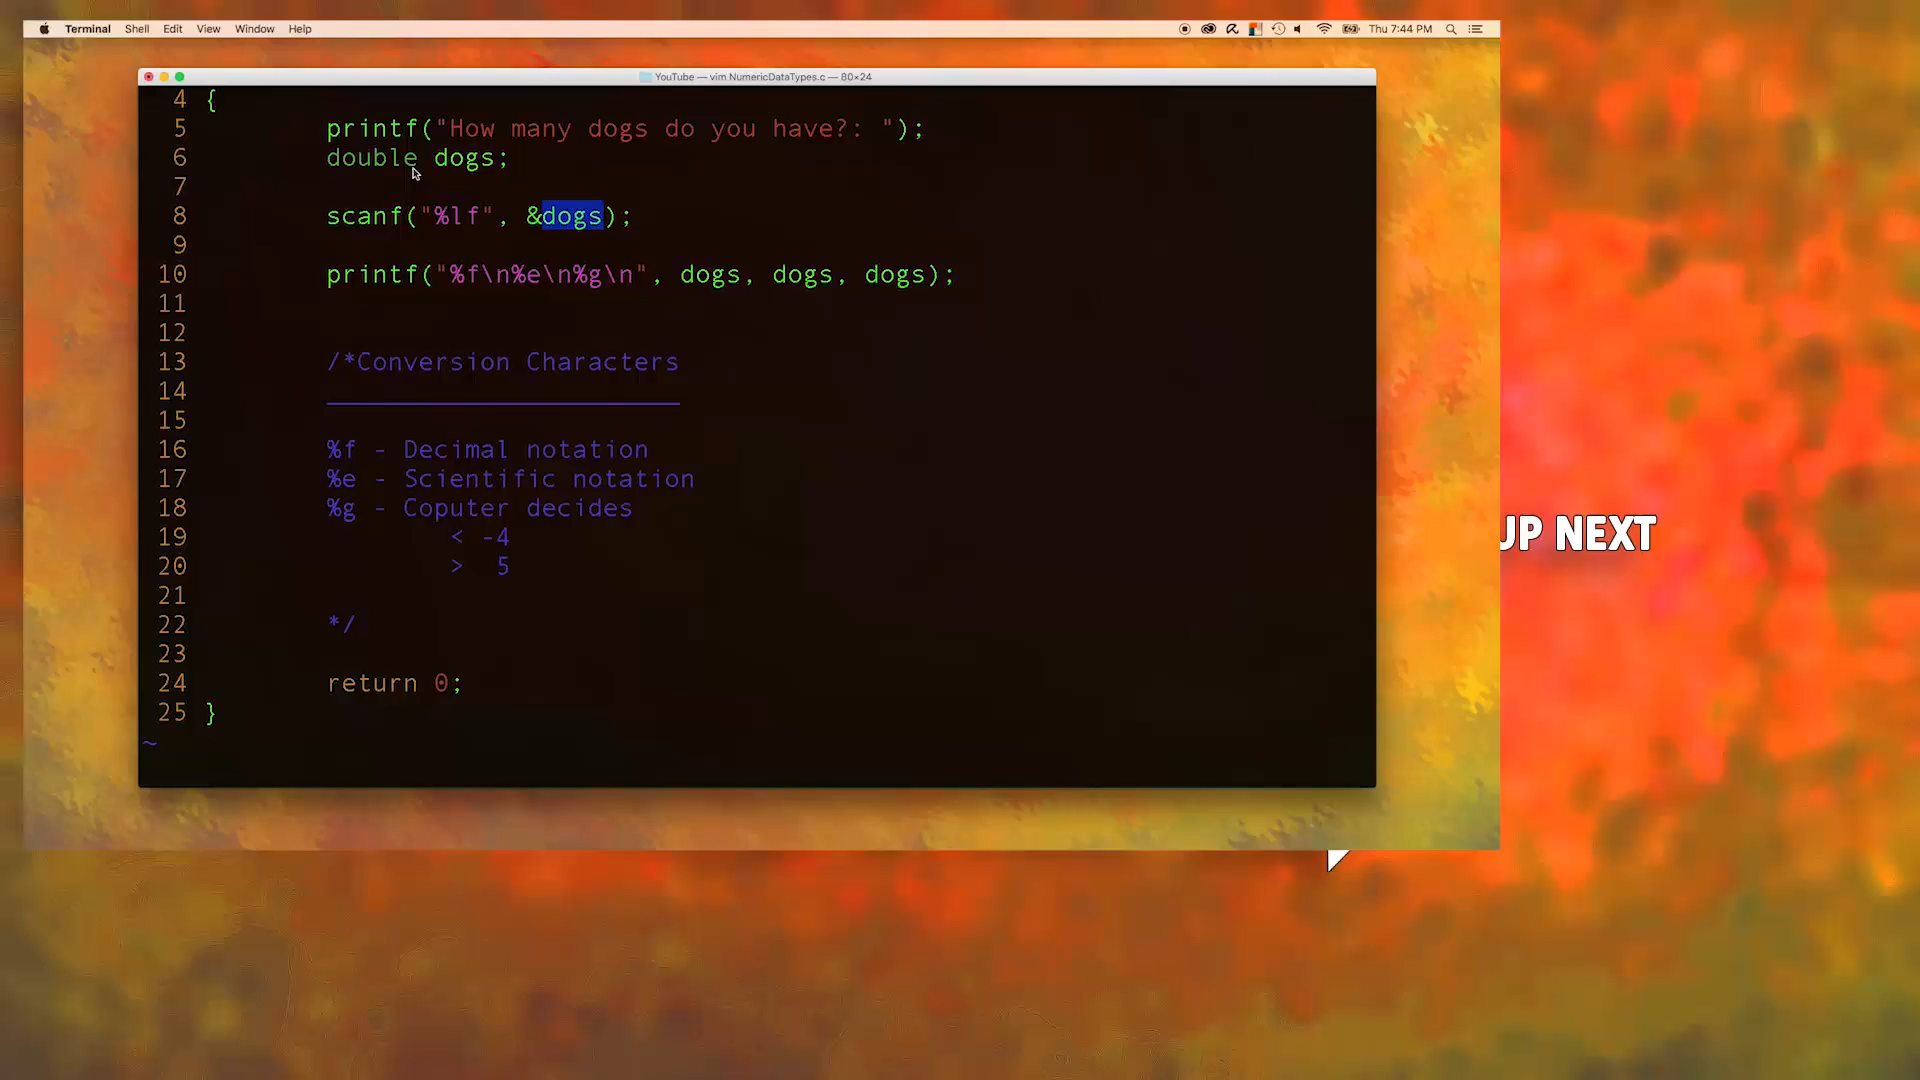 Terminal Shell Edit View Window Help Thu 7:44 PM
YouTube — vim NumericDataTypes.c — 80×24
4 {
5 printf("How many dogs do you have?: ");
6 double dogs;
7
8 scanf("%lf", &dogs);
9
10 printf("%f\n%e\n%g\n", dogs, dogs, dogs);
11
12
13 /*Conversion Characters
14 _______________________
15
16 %f - Decimal notation
17 %e - Scientific notation
18 %g - Coputer decides
19 < -4
20 > 5
21
22 */
23
24 return 0;
25 }
~
UP NEXT